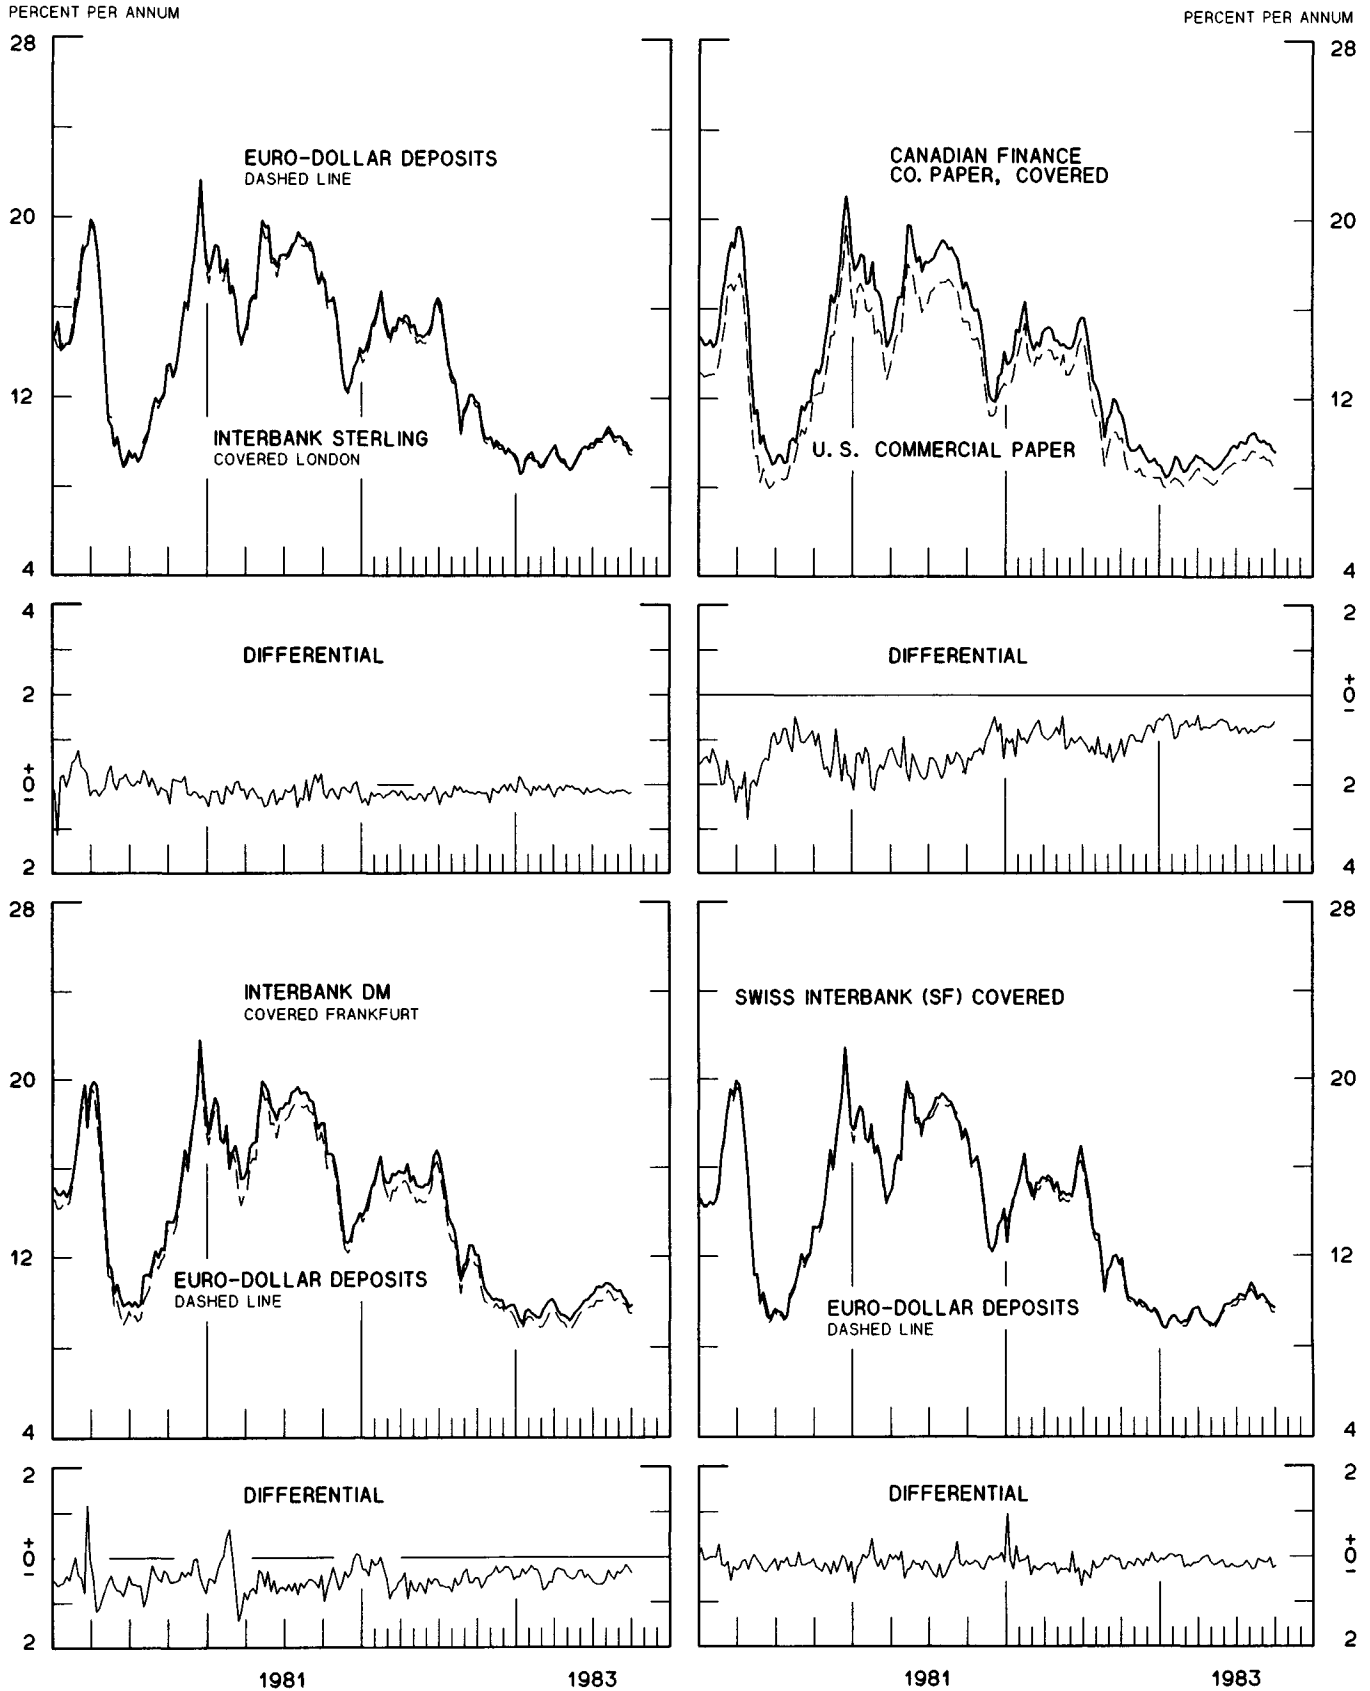 PERCENT PER ANNUM
PERCENT PER ANNUM
28
EURO-DOLLAR DEPOSITS
DASHED LINE
20
12
INTERBANK STERLING
COVERED LONDON
4
28
CANADIAN FINANCE
CO. PAPER, COVERED
20
12
U. S. COMMERCIAL PAPER
4
4
DIFFERENTIAL
2
+
0
-
2
2
DIFFERENTIAL
+
0
-
2
4
28
INTERBANK DM
COVERED FRANKFURT
20
12
EURO-DOLLAR DEPOSITS
DASHED LINE
4
28
SWISS INTERBANK (SF) COVERED
20
12
EURO-DOLLAR DEPOSITS
DASHED LINE
4
2
DIFFERENTIAL
+
0
-
2
2
DIFFERENTIAL
+
0
-
2
1981
1983
1981
1983